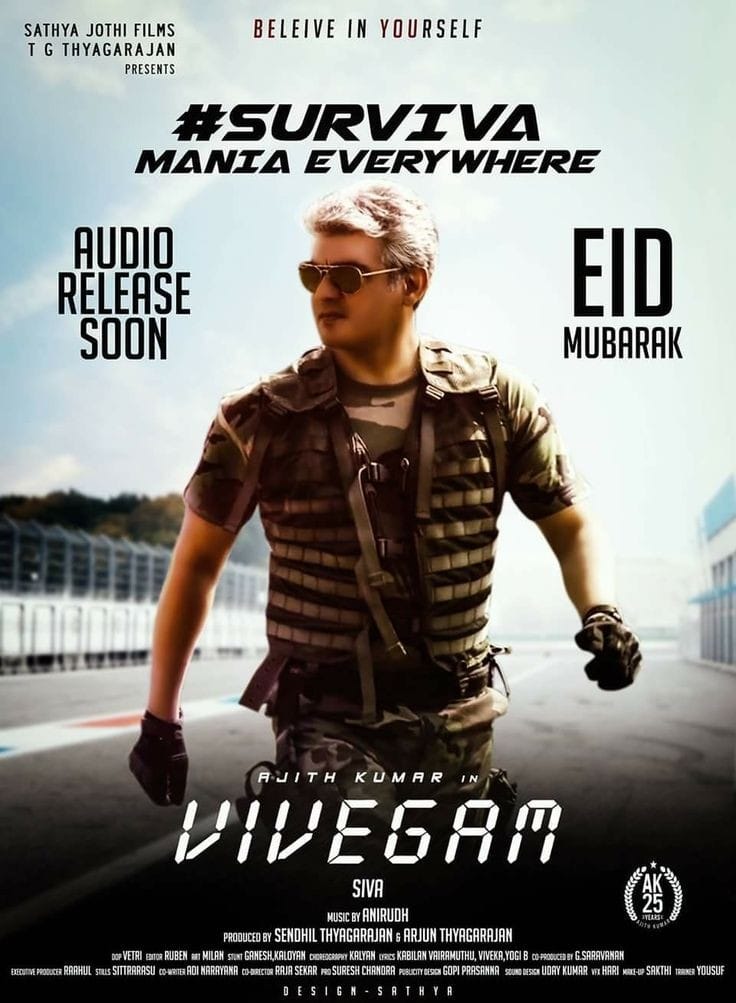 SATHYA JOTHI FILMS
T G THYAGARAJAN
PRESENTS
BELEIVE IN YOURSELF
#SURVIVA
MANIA EVERYWHERE
AUDIO
RELEASE
SOON
EID
MUBARAK
AJITH KUMAR IN
VIVEGAM
SIVA
MUSIC BY ANIRUDH
PRODUCED BY SENDHIL THYAGARAJAN & ARJUN THYAGARAJAN
DOP VETRI EDITOR RUBEN ART MILAN STUNT GANESH,KALOYAN CHOREOGRAPHY KALYAN LYRICS KABILAN VAIRAMUTHU, VIVEKA,YOGI B CO-PRODUCED BY G.SARAVANAN
EXECUTIVE PRODUCER RAAHUL STILLS SITTRARASU CO-WRITER ADI NARAYANA CO-DIRECTOR RAJA SEKAR PRO SURESH CHANDRA PUBLICITY DESIGN GOPI PRASANNA SOUND DESIGN UDAY KUMAR VFX HARI MAKE-UP SAKTHI TRAINER YOUSUF
DESIGN-SATHYA
AK
25
YEARS
AJITH KUMAR